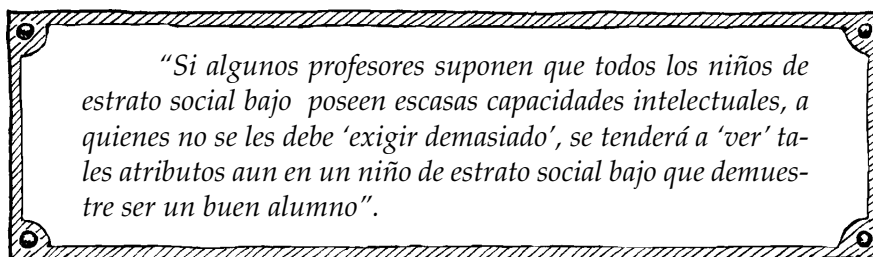 “Si algunos profesores suponen que todos los niños de
estrato social bajo poseen escasas capacidades intelectuales, a
quienes no se les debe ‘exigir demasiado’, se tenderá a ‘ver’ ta-
les atributos aun en un niño de estrato social bajo que demues-
tre ser un buen alumno”.